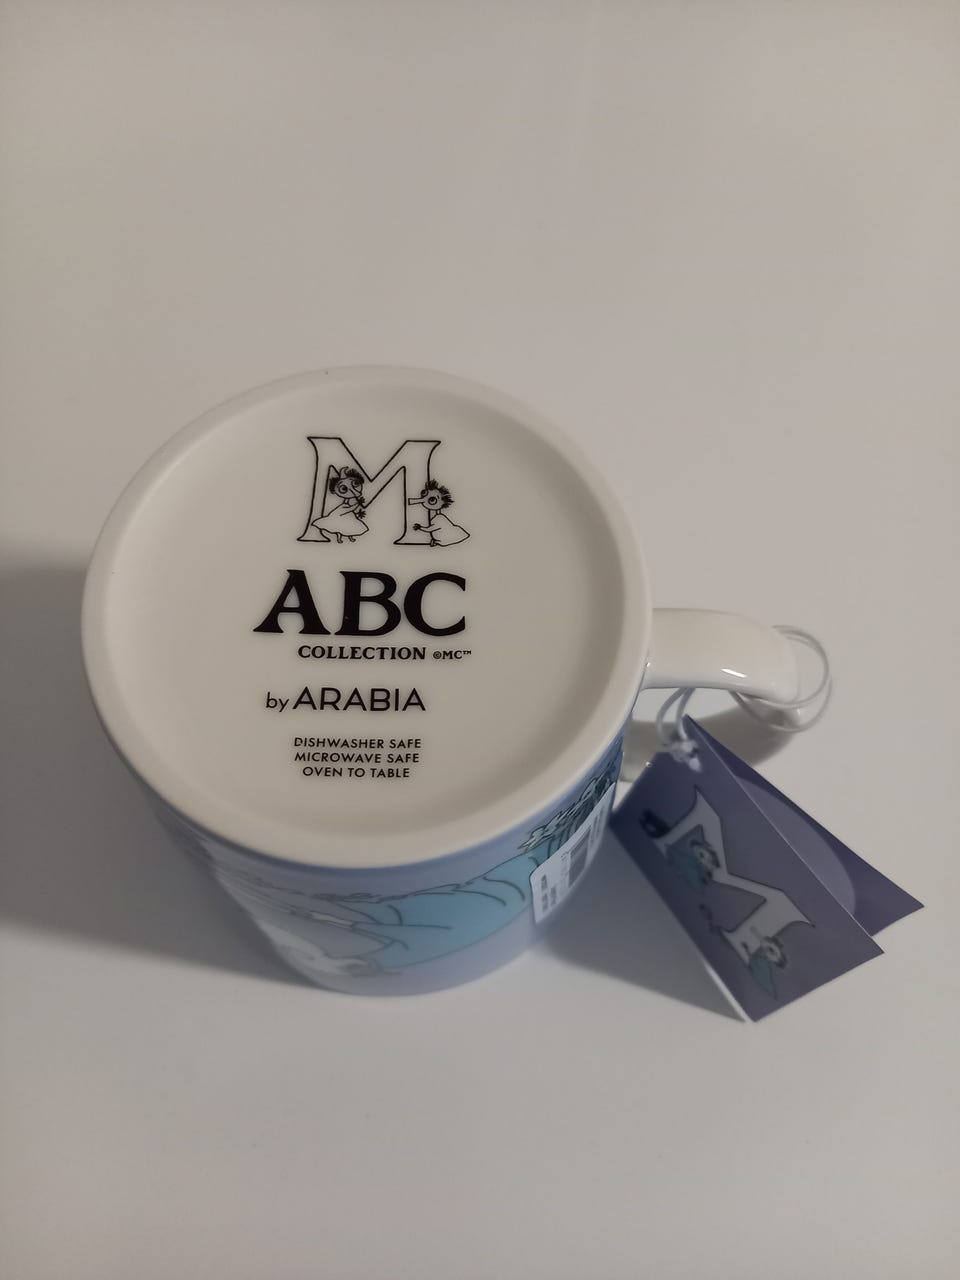 M
ABC
COLLECTION ©MC™
by ARABIA
DISHWASHER SAFE
MICROWAVE SAFE
OVEN TO TABLE
M